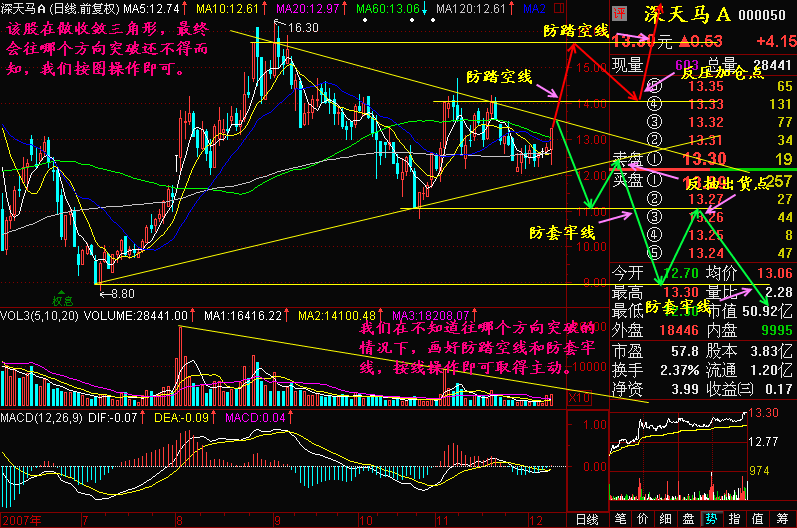 深天马A(日线.前复权) MA5:12.74↑ MA10:12.61↑ MA20:12.97↑ MA60:13.06↓ MA120:12.61↑ MA2
该股在做收敛三角形，最终
会往哪个方向突破还不得而
知，我们按图操作即可。
16.30
防踏空线
防踏空线
反压加仓点
反抽出货点
防套牢线
防套牢线
8.80
权息
15.00
14.00
13.00
12.00
11.00
10.00
9.00
VOL3(5,10,20) VOLUME:28441.00↑ MA1:16416.22↑ MA2:14100.48↑ MA3:18208.07↑
我们在不知道往哪个方向突破的
情况下，画好防踏空线和防套牢
线，按线操作即可取得主动。
10000
X10
MACD(12,26,9) DIF:-0.07↑ DEA:-0.09↑ MACD:0.04↑
1.00
0.00
2007年 7 8 9 10 11 12 日线
评 深天马A 000050
13.30元 ▲0.53 +4.15
现量 603 总量 28441
⑤ 13.35 65
④ 13.33 131
③ 13.32 77
② 13.31 34
卖盘① 13.30 19
买盘① 257
② 13.27 27
③ 13.26 44
④ 13.25 8
⑤ 13.24 47
今开 12.70 均价 13.06
最高 13.30 量比 2.28
最低 市值 50.92亿
外盘 18446 内盘 9995
市盈 57.8 股本 3.83亿
换手 2.37% 流通 1.20亿
净资 3.99 收益㈢ 0.17
13.30
12.77
974
笔 价 细 盘 势 指 值 筹